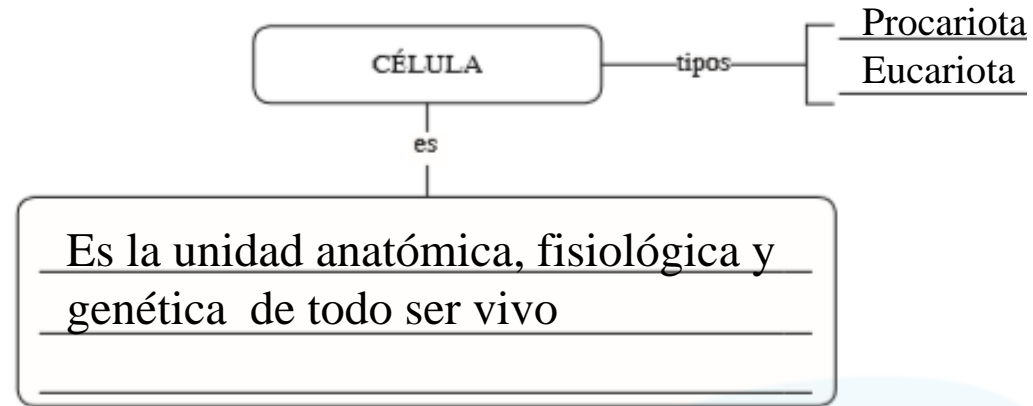 CÉLULA
tipos
Procariota
Eucariota
es
Es la unidad anatómica, fisiológica y
genética de todo ser vivo